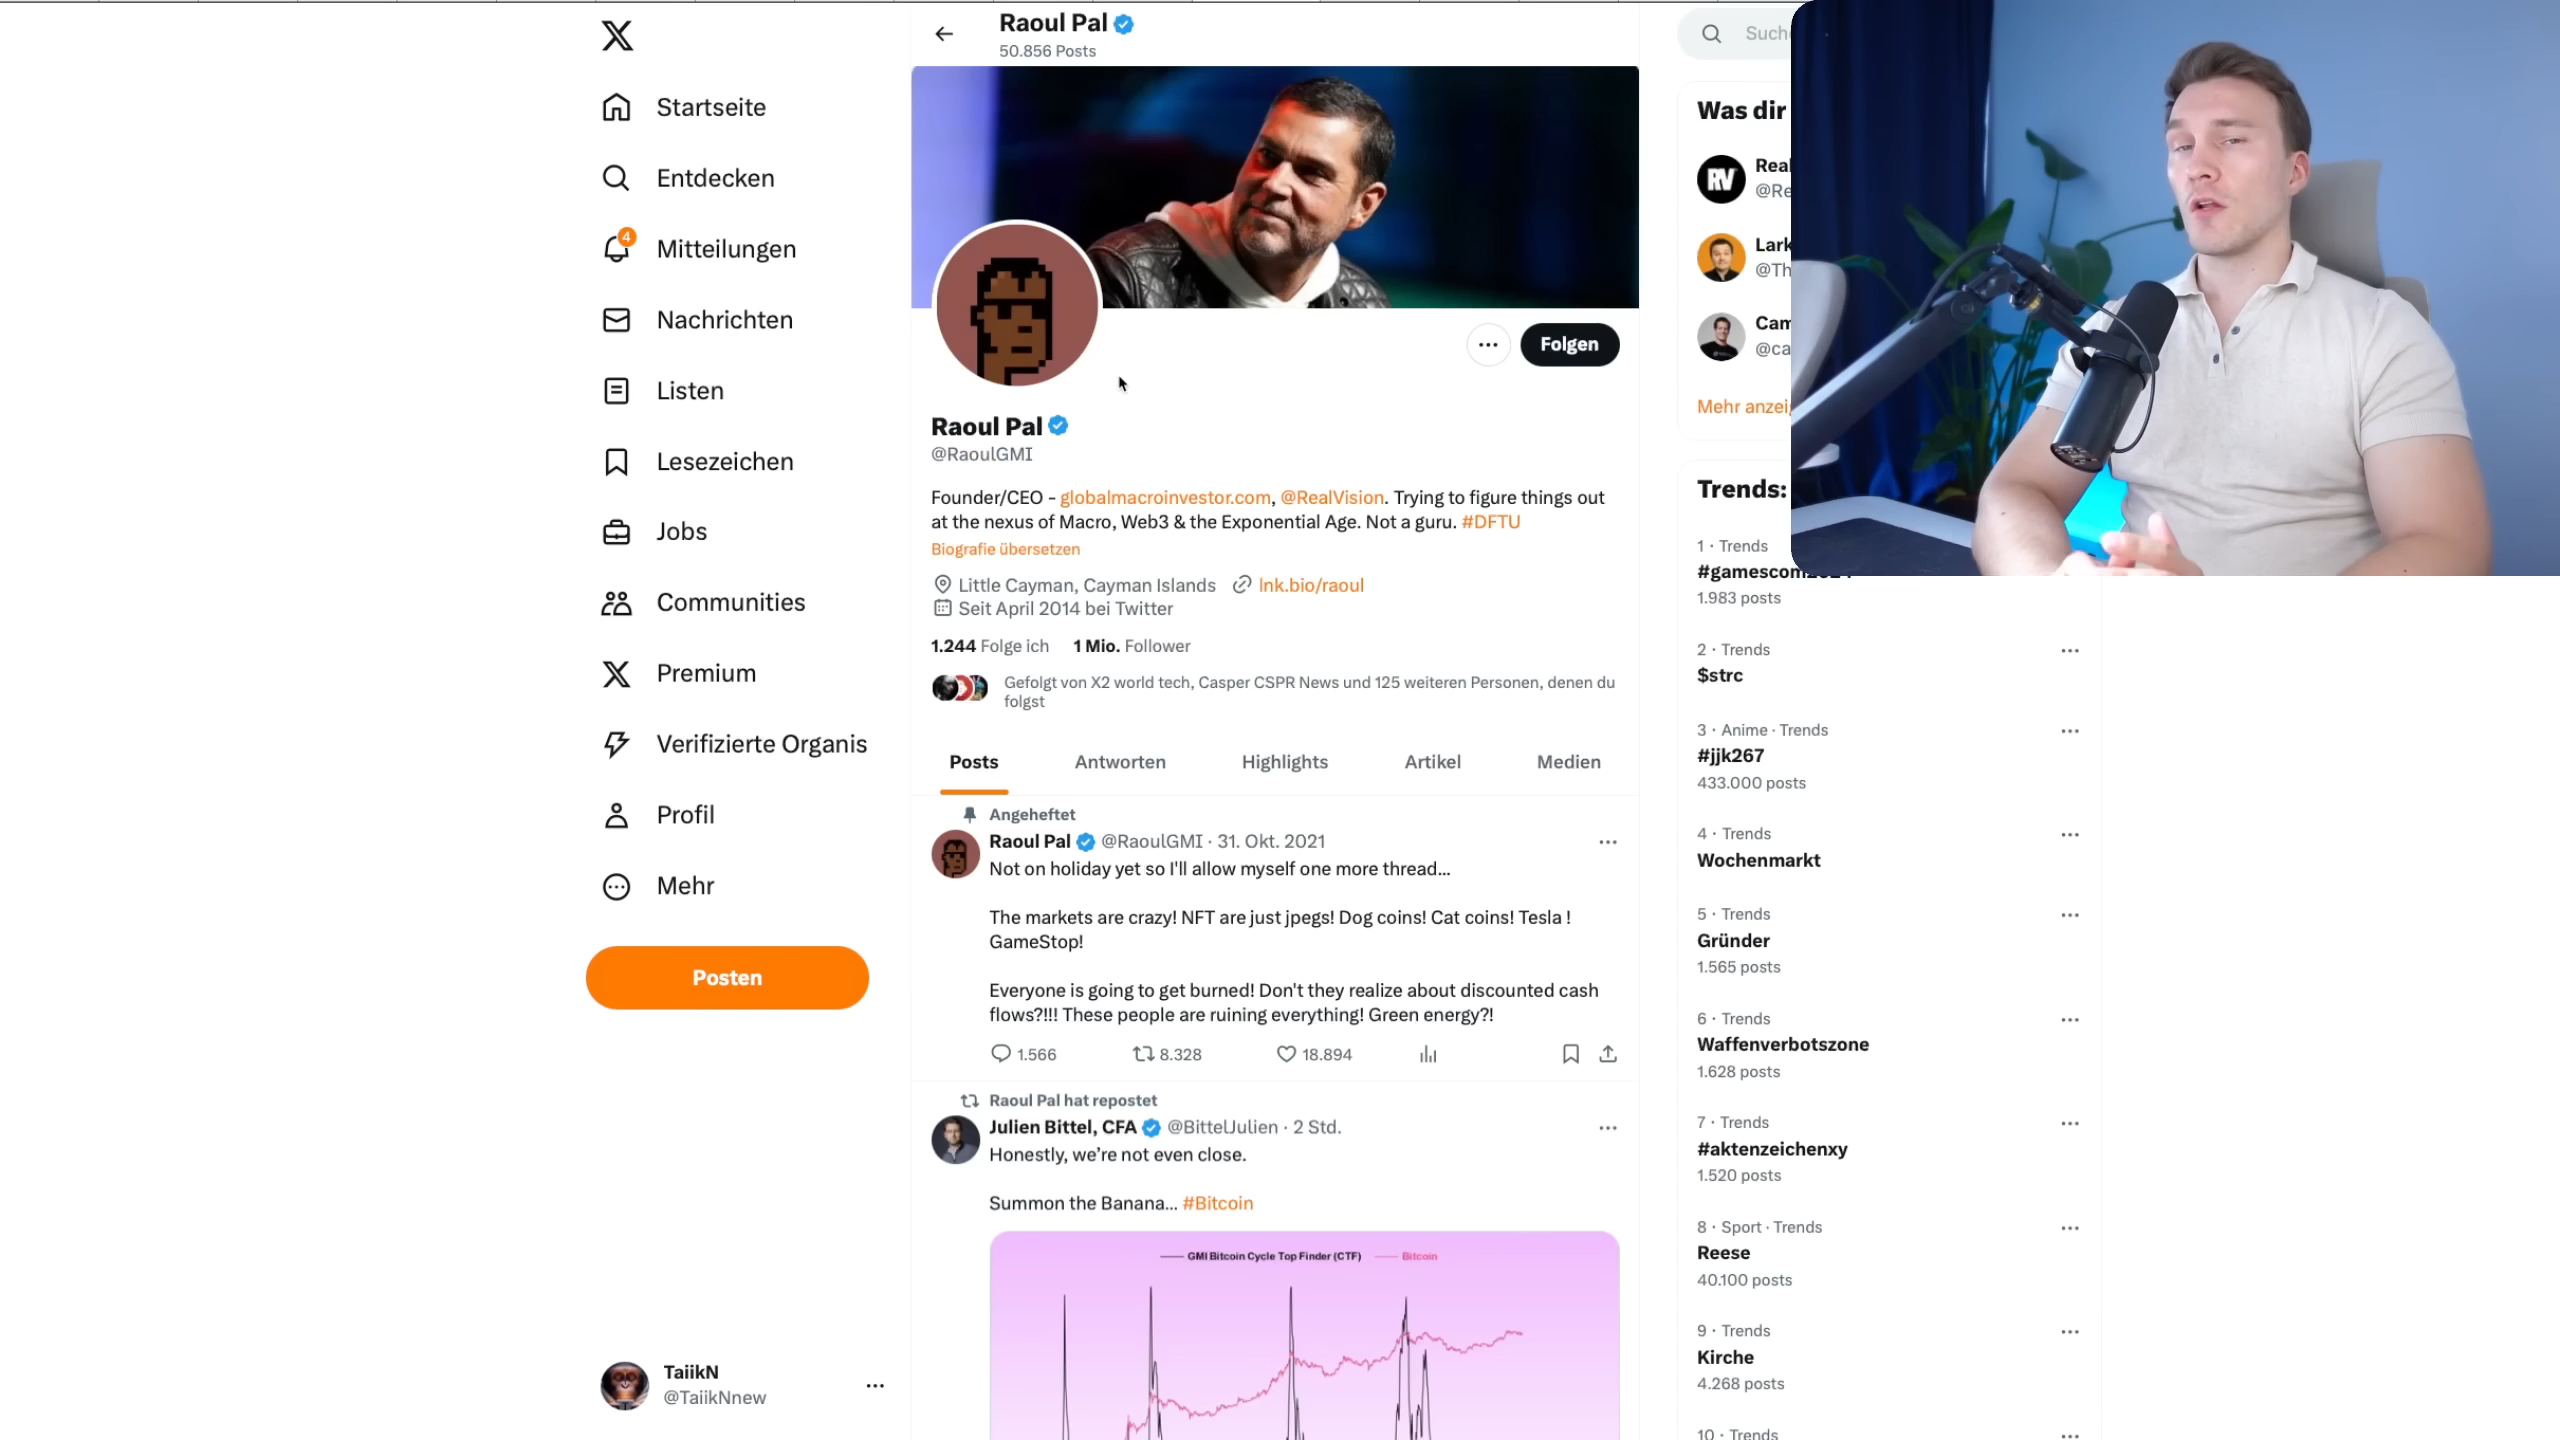 Startseite
Entdecken
4
Mitteilungen
Nachrichten
Listen
Lesezeichen
Jobs
Communities
Premium
Verifizierte Organis
Profil
Mehr
Posten
TaiikN
@TaiikNnew
Raoul Pal
50.856 Posts
Folgen
Raoul Pal
@RaoulGMI
Founder/CEO - globalmacroinvestor.com, @RealVision. Trying to figure things out
at the nexus of Macro, Web3 & the Exponential Age. Not a guru. #DFTU
Biografie übersetzen
Little Cayman, Cayman Islands lnk.bio/raoul
Seit April 2014 bei Twitter
1.244 Folge ich 1 Mio. Follower
Gefolgt von X2 world tech, Casper CSPR News und 125 weiteren Personen, denen du
folgst
Posts Antworten Highlights Artikel Medien
Angeheftet
Raoul Pal @RaoulGMI · 31. Okt. 2021
Not on holiday yet so I'll allow myself one more thread...
The markets are crazy! NFT are just jpegs! Dog coins! Cat coins! Tesla !
GameStop!
Everyone is going to get burned! Don't they realize about discounted cash
flows?!!! These people are ruining everything! Green energy?!
1.566 8.328 18.894
Raoul Pal hat repostet
Julien Bittel, CFA @BittelJulien · 2 Std.
Honestly, we're not even close.
Summon the Banana... #Bitcoin
GMI Bitcoin Cycle Top Finder (CTF) Bitcoin
Such
Was dir
RV
Real
@Re
Lark
@Th
Cam
@ca
Mehr anzei
Trends:
1 · Trends
#gamescom2024
1.983 posts
2 · Trends
$strc
3 · Anime · Trends
#jjk267
433.000 posts
4 · Trends
Wochenmarkt
5 · Trends
Gründer
1.565 posts
6 · Trends
Waffenverbotszone
1.628 posts
7 · Trends
#aktenzeichenxy
1.520 posts
8 · Sport · Trends
Reese
40.100 posts
9 · Trends
Kirche
4.268 posts
10 · Trends